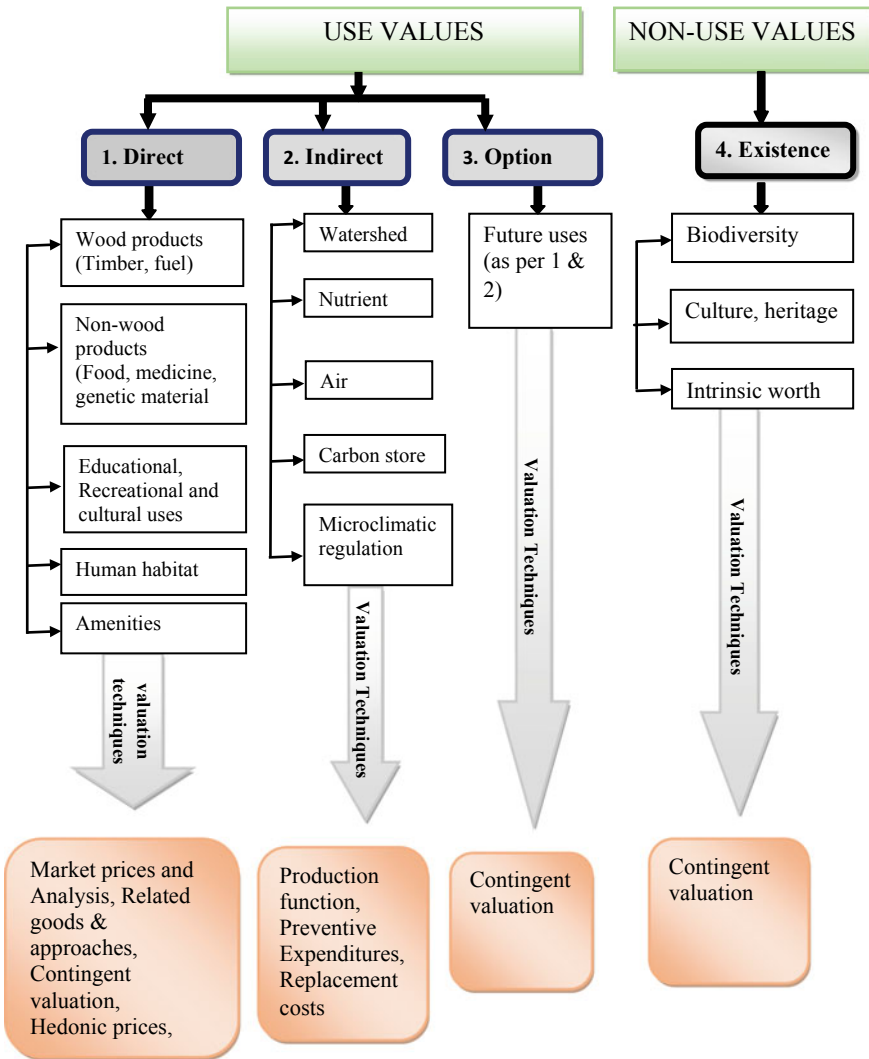 USE VALUES
NON-USE VALUES
1. Direct
2. Indirect
3. Option
4. Existence
Wood products
(Timber, fuel)
Non-wood
products
(Food, medicine,
genetic material
Educational,
Recreational and
cultural uses
Human habitat
Amenities
valuation
techniques
Market prices and
Analysis, Related
goods &
approaches,
Contingent
valuation,
Hedonic prices,
Watershed
Nutrient
Air
Carbon store
Microclimatic
regulation
Valuation Techniques
Production
function,
Preventive
Expenditures,
Replacement
costs
Future uses
(as per 1 &
2)
Valuation Techniques
Contingent
valuation
Biodiversity
Culture, heritage
Intrinsic worth
Valuation Techniques
Contingent
valuation